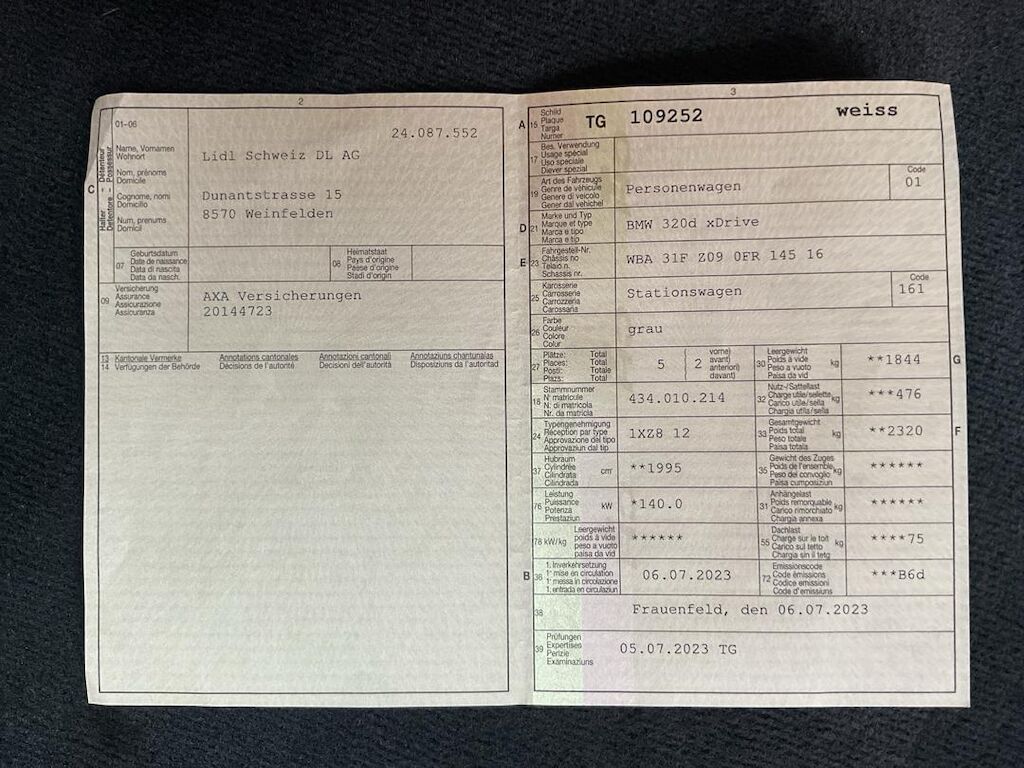 2
01-06
24.087.552
C
Halter – Détenteur
Detentore – Possessur
Name, Vornamen
Wohnort
Nom, prénoms
Domicile
Cognome, nomi
Domicilio
Num, prenums
Domicil
Lidl Schweiz DL AG
Dunantstrasse 15
8570 Weinfelden
07
Geburtsdatum
Date de naissance
Data di nascita
Data da nasch.
08
Heimatstaat
Pays d'origine
Paese d'origine
Stadi d'origin
09
Versicherung
Assurance
Assicurazione
Assicuranza
AXA Versicherungen
20144723
13 Kantonale Vermerke Annotations cantonales Annotazioni cantonali Annotaziuns chantunalas
14 Verfügungen der Behörde Décisions de l'autorité Decisioni dell'autorità Disposiziuns da l'autoritad
3
A
15
Schild
Plaque
Targa
Numer
TG 109252 weiss
17
Bes. Verwendung
Usage spécial
Uso speciale
Diever spezial
19
Art des Fahrzeugs
Genre de véhicule
Genere di veicolo
Gener dal vehichel
Personenwagen
Code
01
D
21
Marke und Typ
Marque et type
Marca e tipo
Marca e tip
BMW 320d xDrive
E
23
Fahrgestell-Nr.
Châssis no
Telaio n.
Schassis nr.
WBA 31F Z09 0FR 145 16
25
Karosserie
Carrosserie
Carrozzeria
Carossaria
Stationswagen
Code
161
26
Farbe
Couleur
Colore
Colur
grau
27
Plätze: Total
Places: Total
Posti: Totale
Plazs: Total
5
2
vorne)
avant)
anteriori)
davant)
30
Leergewicht
Poids à vide
Peso a vuoto
Paisa da vid
kg
**1844
G
18
Stammnummer
N° matricule
N. di matricola
Nr. da matricla
434.010.214
32
Nutz-/Sattellast
Charge utile/sellette
Carico utile/sella
Chargia utila/sella
kg
***476
24
Typengenehmigung
Réception par type
Approvazione del tipo
Approvaziun dal tip
1XZ8 12
33
Gesamtgewicht
Poids total
Peso totale
Paisa totala
kg
**2320
F
37
Hubraum
Cylindrée
Cilindrata
Cilindrada
cm³
**1995
35
Gewicht des Zuges
Poids de l'ensemble
Peso del convoglio
Paisa cumposiziun
kg
******
76
Leistung
Puissance
Potenza
Prestaziun
kW
*140.0
31
Anhängelast
Poids remorquable
Carico rimorchiato
Chargia annexa
kg
******
78 kW/kg
Leergewicht
poids à vide
peso a vuoto
paisa da vid
******
55
Dachlast
Charge sur le toit
Carico sul tetto
Chargia sin il tetg
kg
****75
B
36
1. Inverkehrsetzung
1re mise en circulation
1a messa in circolazione
1. entrada en circulaziun
06.07.2023
72
Emissionscode
Code émissions
Codice emissioni
Code d'emissiuns
***B6d
38
Frauenfeld, den 06.07.2023
39
Prüfungen
Expertises
Perizie
Examinaziuns
05.07.2023 TG